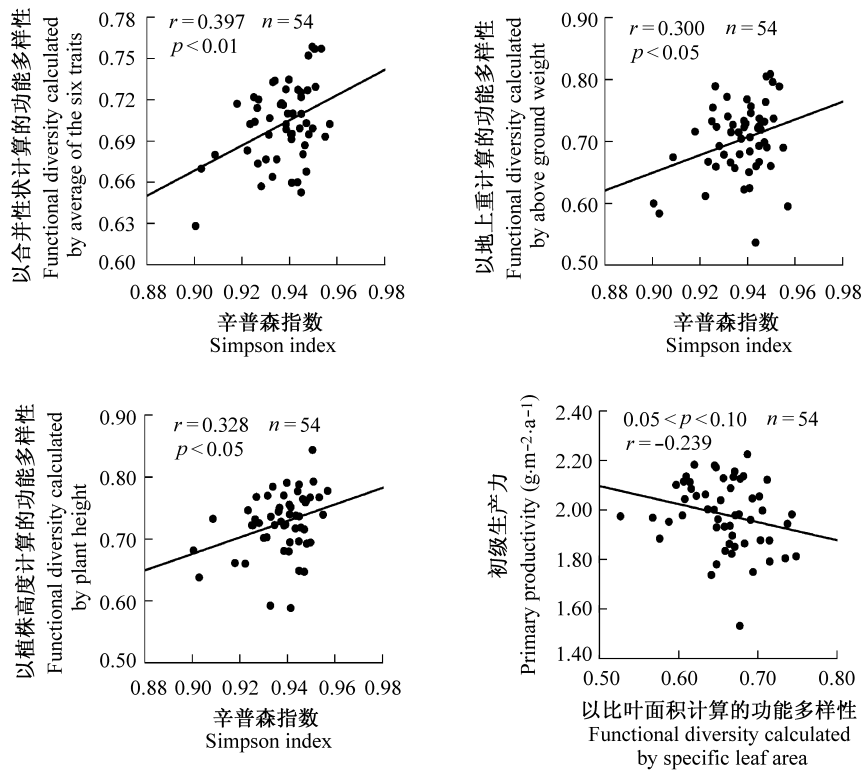 以合并性状计算的功能多样性
Functional diversity calculated
by average of the six traits
0.78
0.75
0.72
0.69
0.66
0.63
0.60
r=0.397 n=54
p<0.01
0.88 0.90 0.92 0.94 0.96 0.98
辛普森指数
Simpson index
以地上重计算的功能多样性
Functional diversity calculated
by above ground weight
0.90
0.80
0.70
0.60
0.50
r=0.300 n=54
p<0.05
0.88 0.90 0.92 0.94 0.96 0.98
辛普森指数
Simpson index
以植株高度计算的功能多样性
Functional diversity calculated
by plant height
0.90
0.80
0.70
0.60
0.50
r=0.328 n=54
p<0.05
0.88 0.90 0.92 0.94 0.96 0.98
辛普森指数
Simpson index
初级生产力
Primary productivity (g·m−2·a−1)
2.40
2.20
2.00
1.80
1.60
1.40
0.05<p<0.10 n=54
r=−0.239
0.50 0.60 0.70 0.80
以比叶面积计算的功能多样性
Functional diversity calculated
by specific leaf area